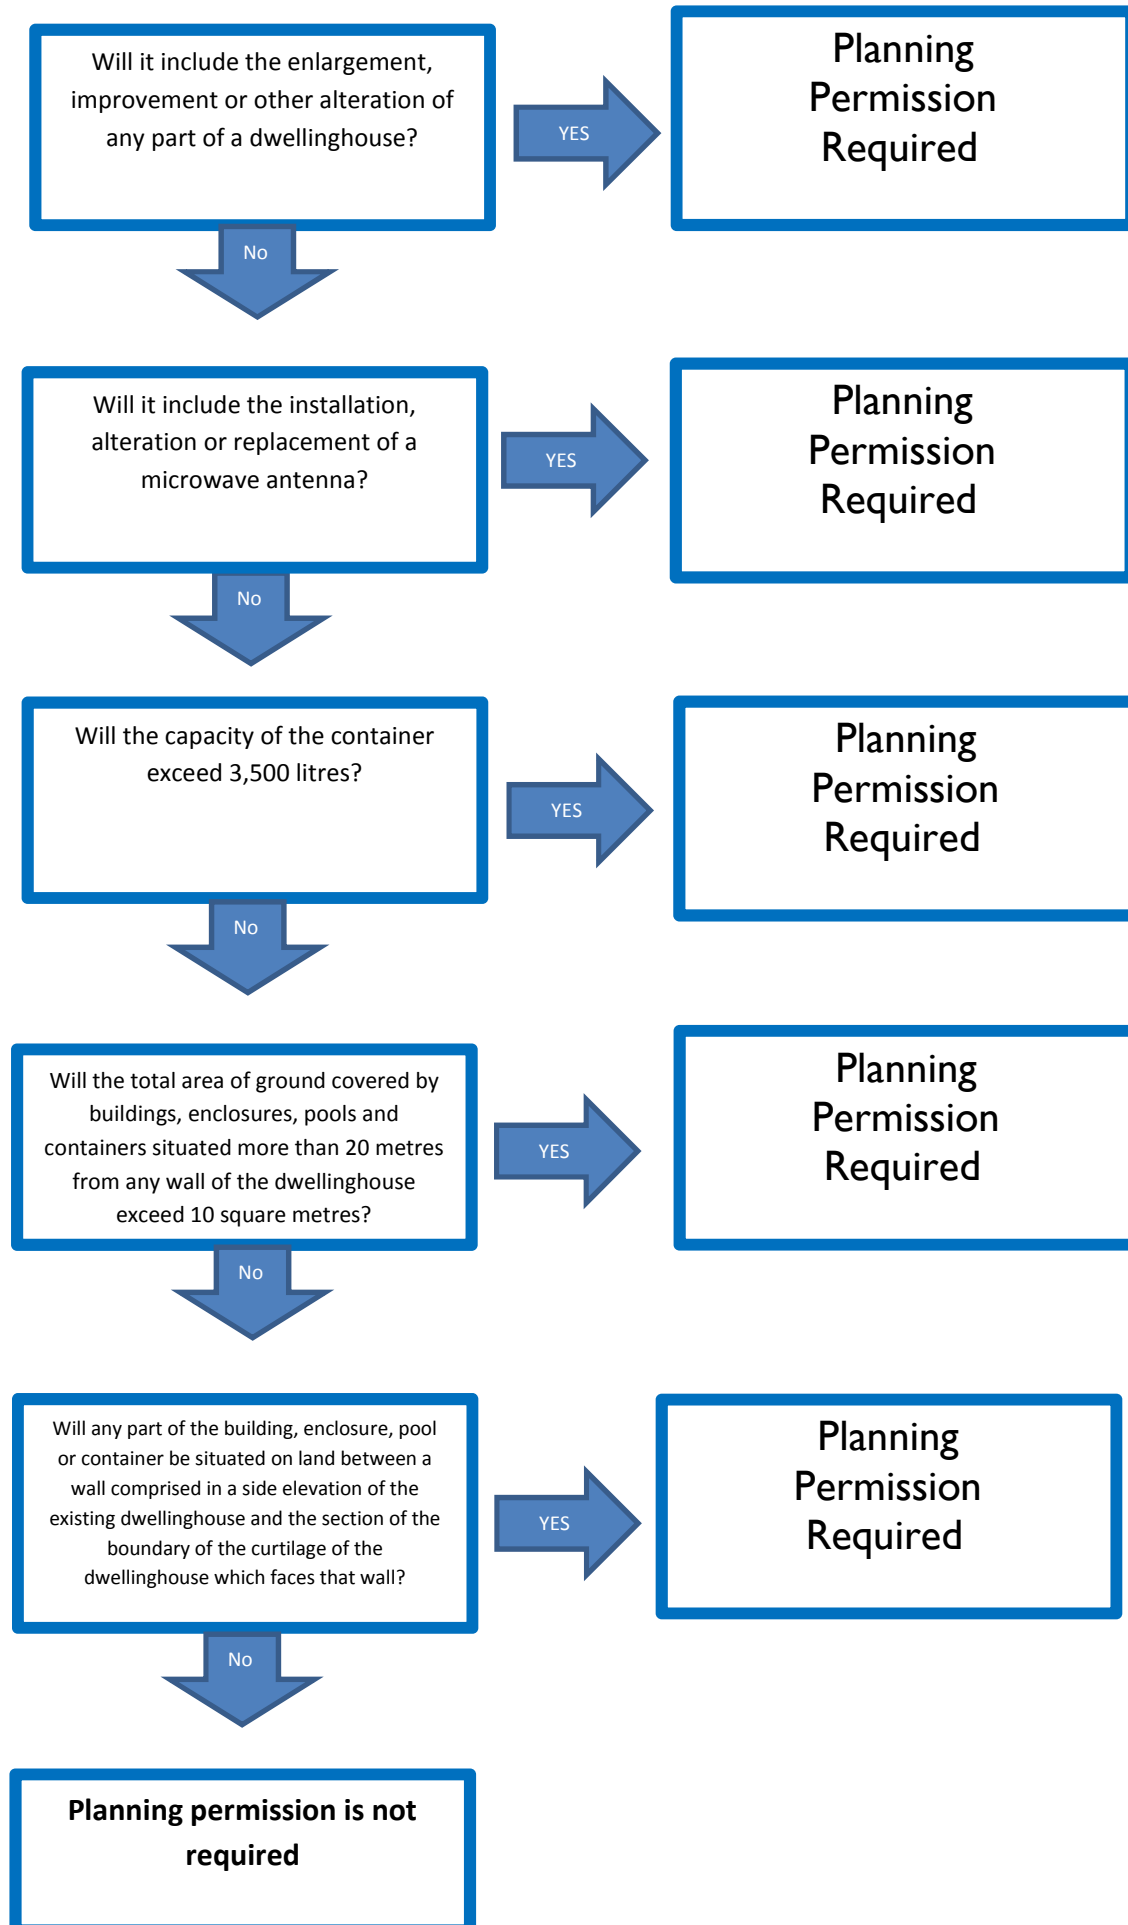 Will it include the enlargement,
improvement or other alteration of
any part of a dwellinghouse?
YES
Planning
Permission
Required
No
Will it include the installation,
alteration or replacement of a
microwave antenna?
YES
Planning
Permission
Required
No
Will the capacity of the container
exceed 3,500 litres?
YES
Planning
Permission
Required
No
Will the total area of ground covered by
buildings, enclosures, pools and
containers situated more than 20 metres
from any wall of the dwellinghouse
exceed 10 square metres?
YES
Planning
Permission
Required
No
Will any part of the building, enclosure, pool
or container be situated on land between a
wall comprised in a side elevation of the
existing dwellinghouse and the section of the
boundary of the curtilage of the
dwellinghouse which faces that wall?
YES
Planning
Permission
Required
No
Planning permission is not
required